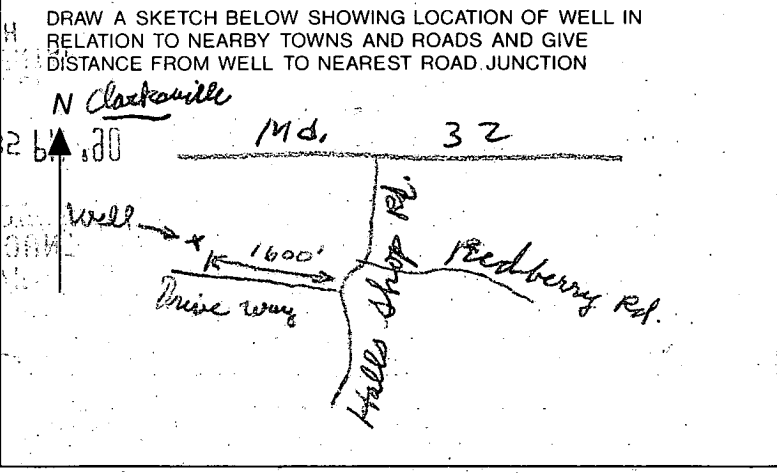 DRAW A SKETCH BELOW SHOWING LOCATION OF WELL IN
RELATION TO NEARBY TOWNS AND ROADS AND GIVE
DISTANCE FROM WELL TO NEAREST ROAD JUNCTION
N Clarksville
Md. 32
Well
1600'
Drive way
Halls Shop Rd.
Redberry Rd.